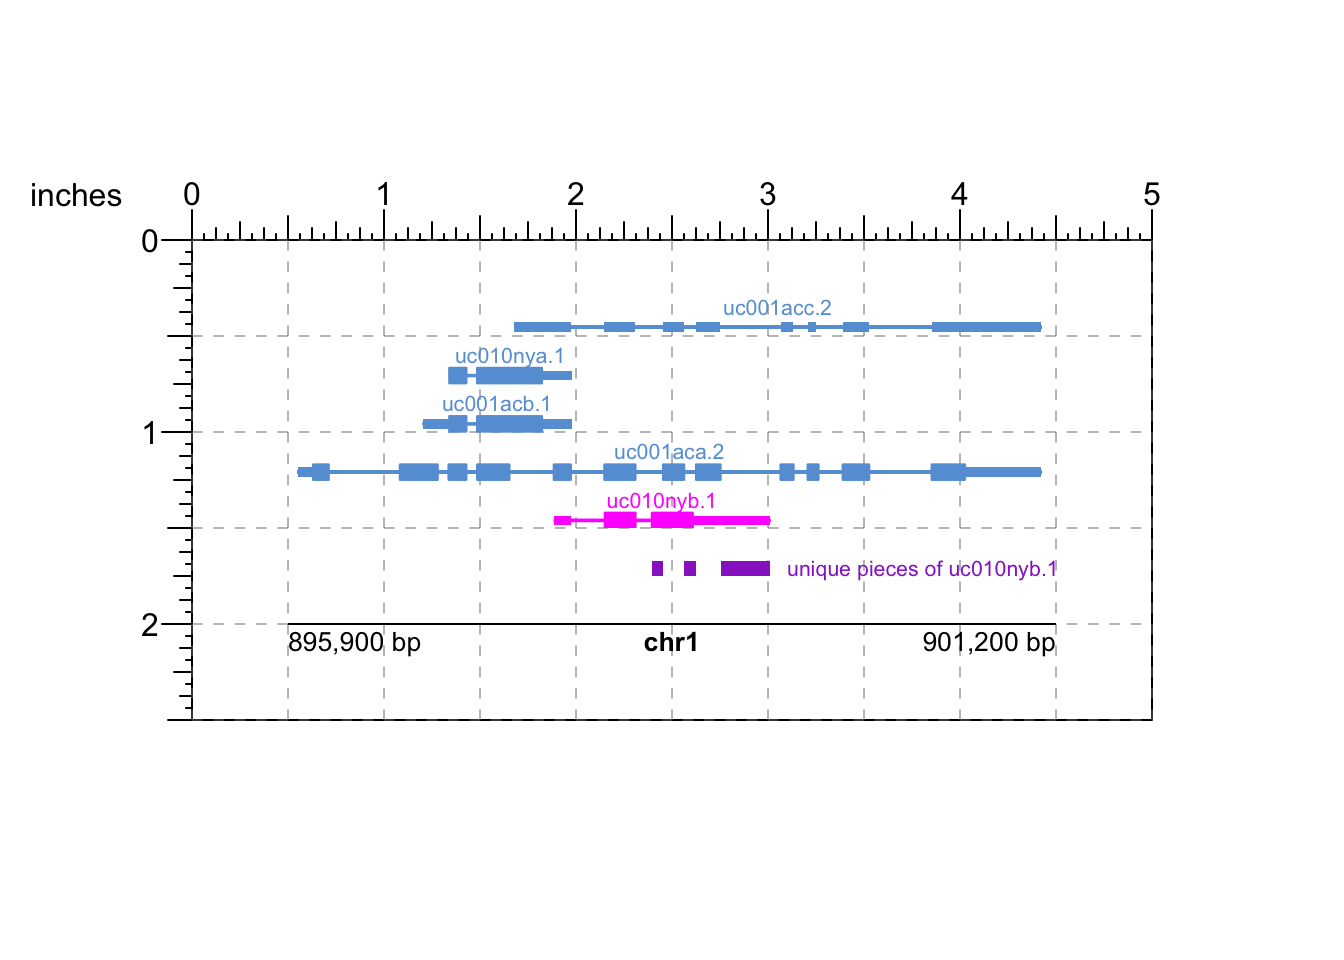 inches 0 1 2 3 4 5
0
uc001acc.2
uc010nya.1
uc001acb.1
1
uc001aca.2
uc010nyb.1
unique pieces of uc010nyb.1
2
895,900 bp chr1 901,200 bp